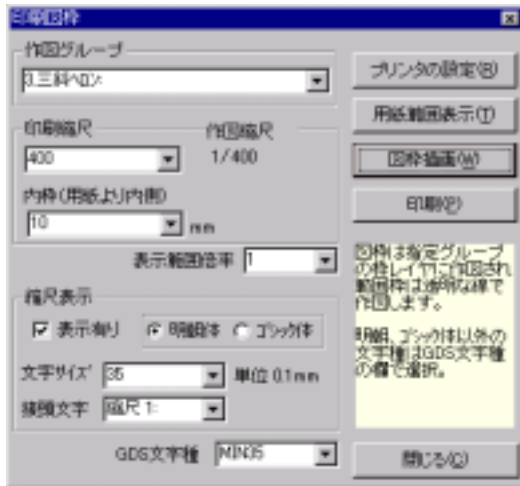 印刷図枠
作図グループ
3.三斜ヘロン
印刷縮尺
作図縮尺
400
1/400
内枠(用紙より内側)
10
mm
表示範囲倍率
1
縮尺表示
表示有り
明朝体
ゴシック体
文字サイズ
35
単位 0.1mm
接頭文字
縮尺 1:
GDS文字種
MIN35
プリンタの設定(R)
用紙範囲表示(T)
図枠描画(W)
印刷(P)
図枠は指定グループ
の枠レイヤに作図され
範囲枠は透明な線で
作図します。
明朝、ゴシック体以外の
文字種はGDS文字種
の欄で選択。
閉じる(C)